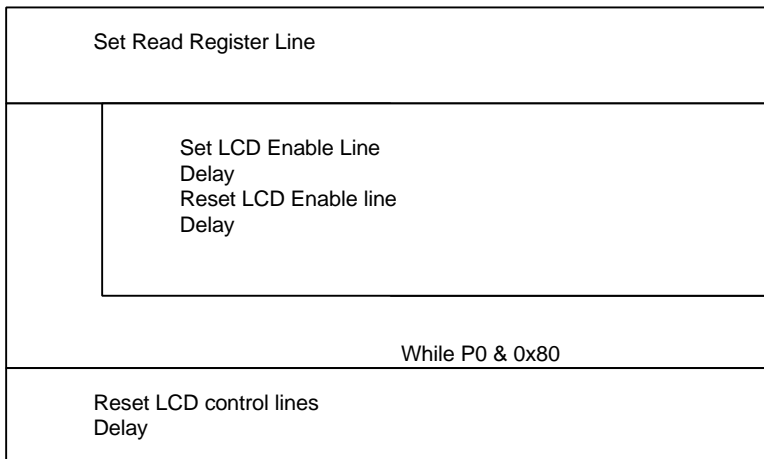 Set Read Register Line
Set LCD Enable Line
Delay
Reset LCD Enable line
Delay
While P0 & 0x80
Reset LCD control lines
Delay